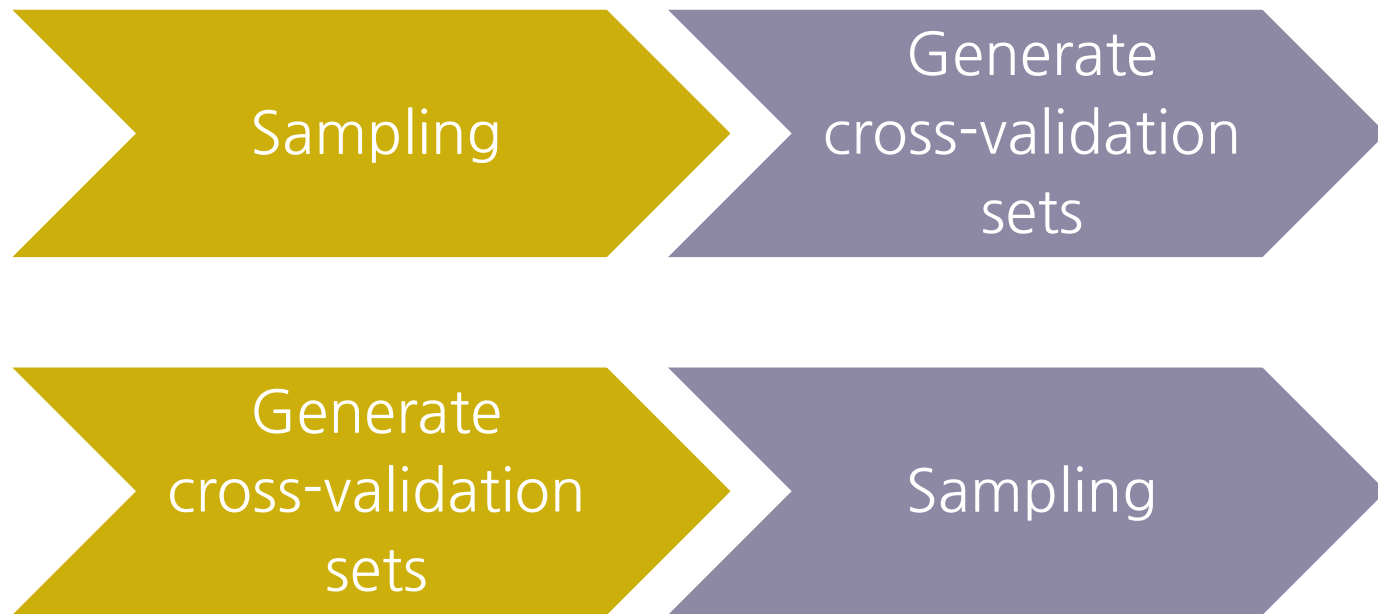 Sampling
Generate
cross-validation
sets
Generate
cross-validation
sets
Sampling